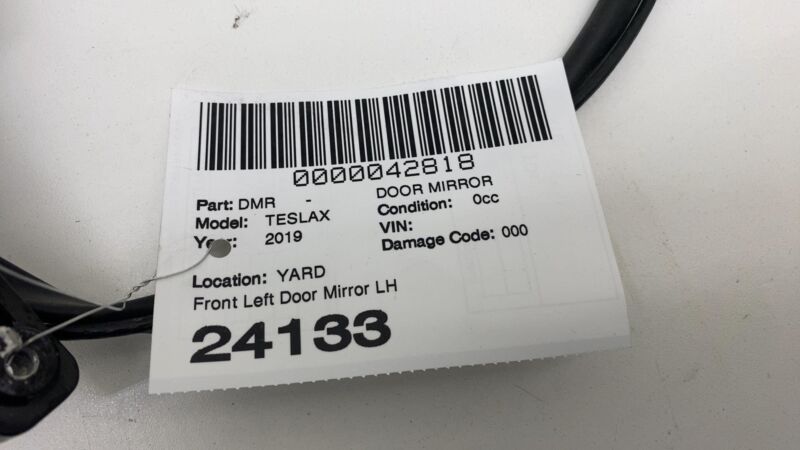 0000042818
Part: DMR - DOOR MIRROR
Model: TESLAX Condition: 0cc
Year: 2019 VIN:
Damage Code: 000
Location: YARD
Front Left Door Mirror LH
24133